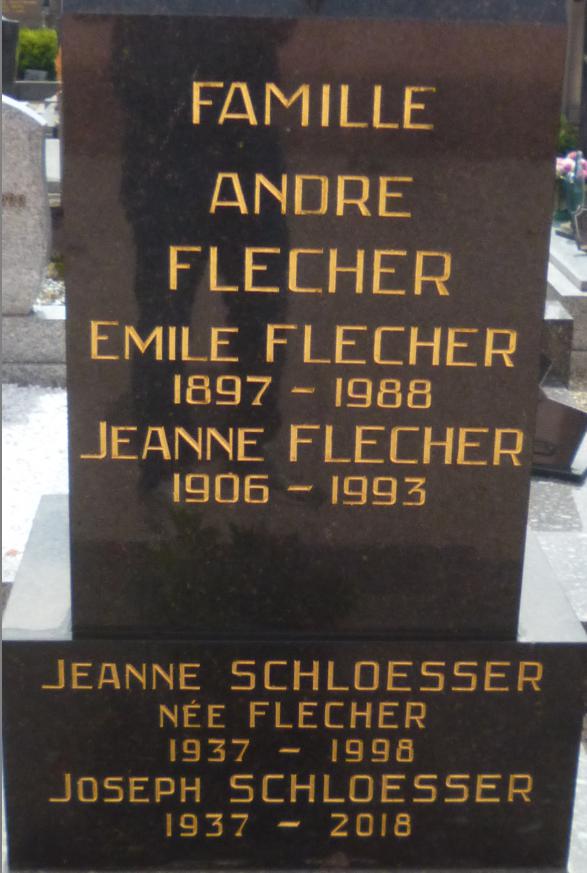 FAMILLE
ANDRE
FLECHER
EMILE FLECHER
1897 - 1988
JEANNE FLECHER
1906 - 1993
JEANNE SCHLOESSER
NÉE FLECHER
1937 - 1998
JOSEPH SCHLOESSER
1937 - 2018